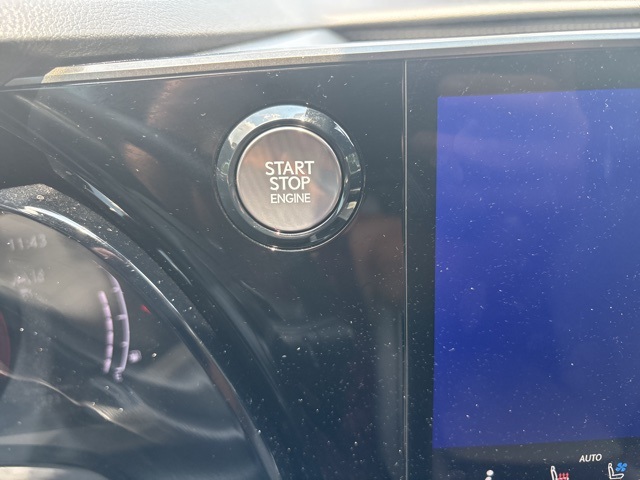 START
STOP
ENGINE
11:43
AUTO